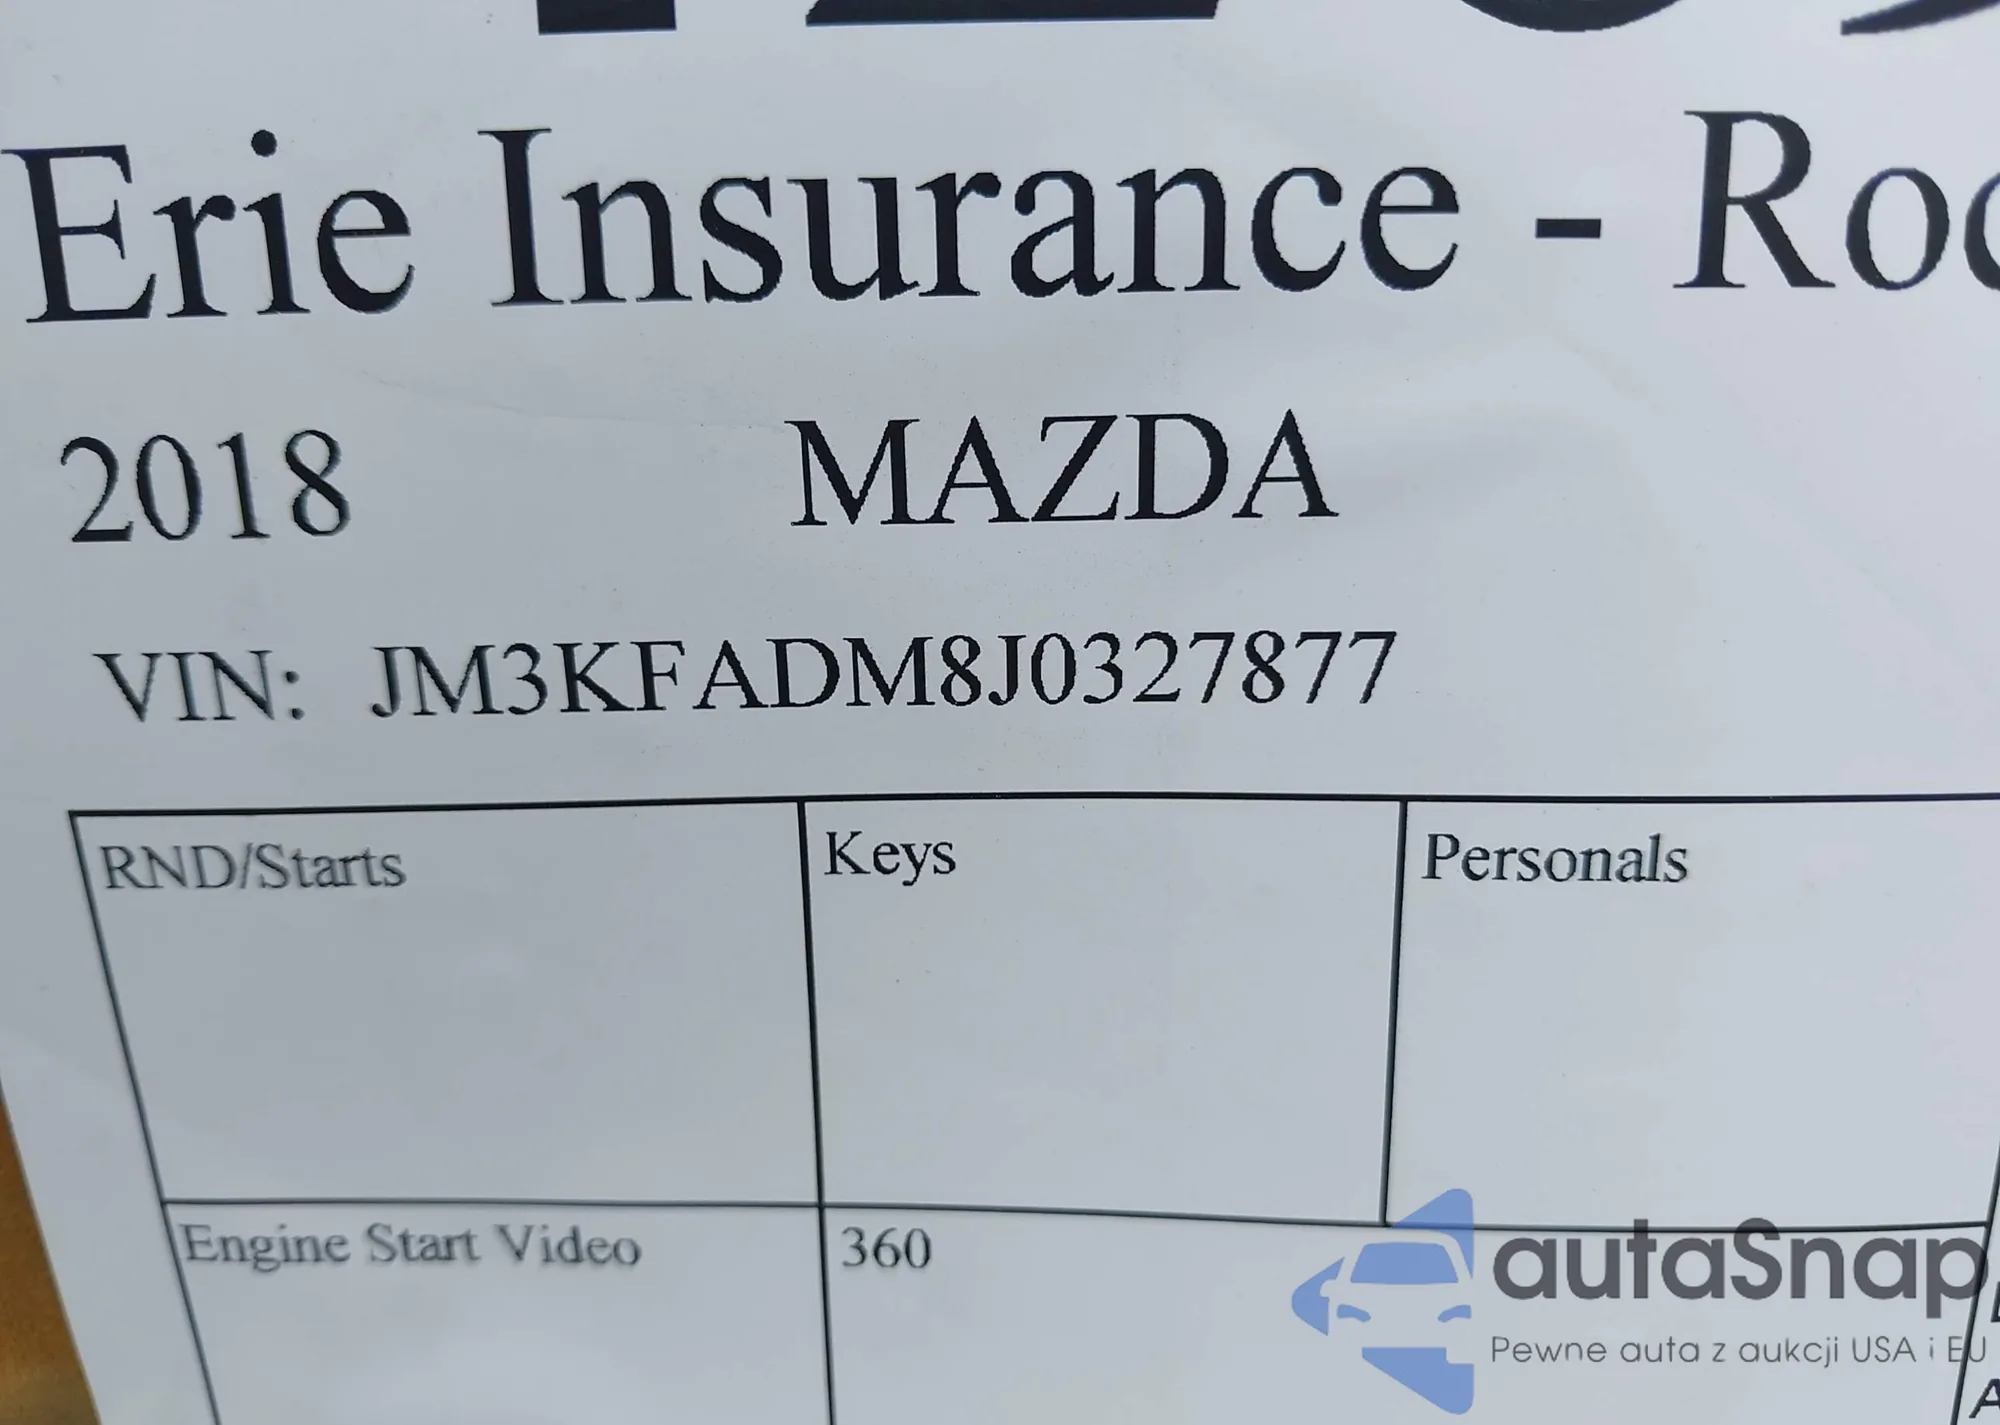 Erie Insurance - Roc
2018 MAZDA
VIN: JM3KFADM8J0327877
RND/Starts Keys Personals
Engine Start Video 360
autaSnap
Pewne auta z aukcji USA i EU
A